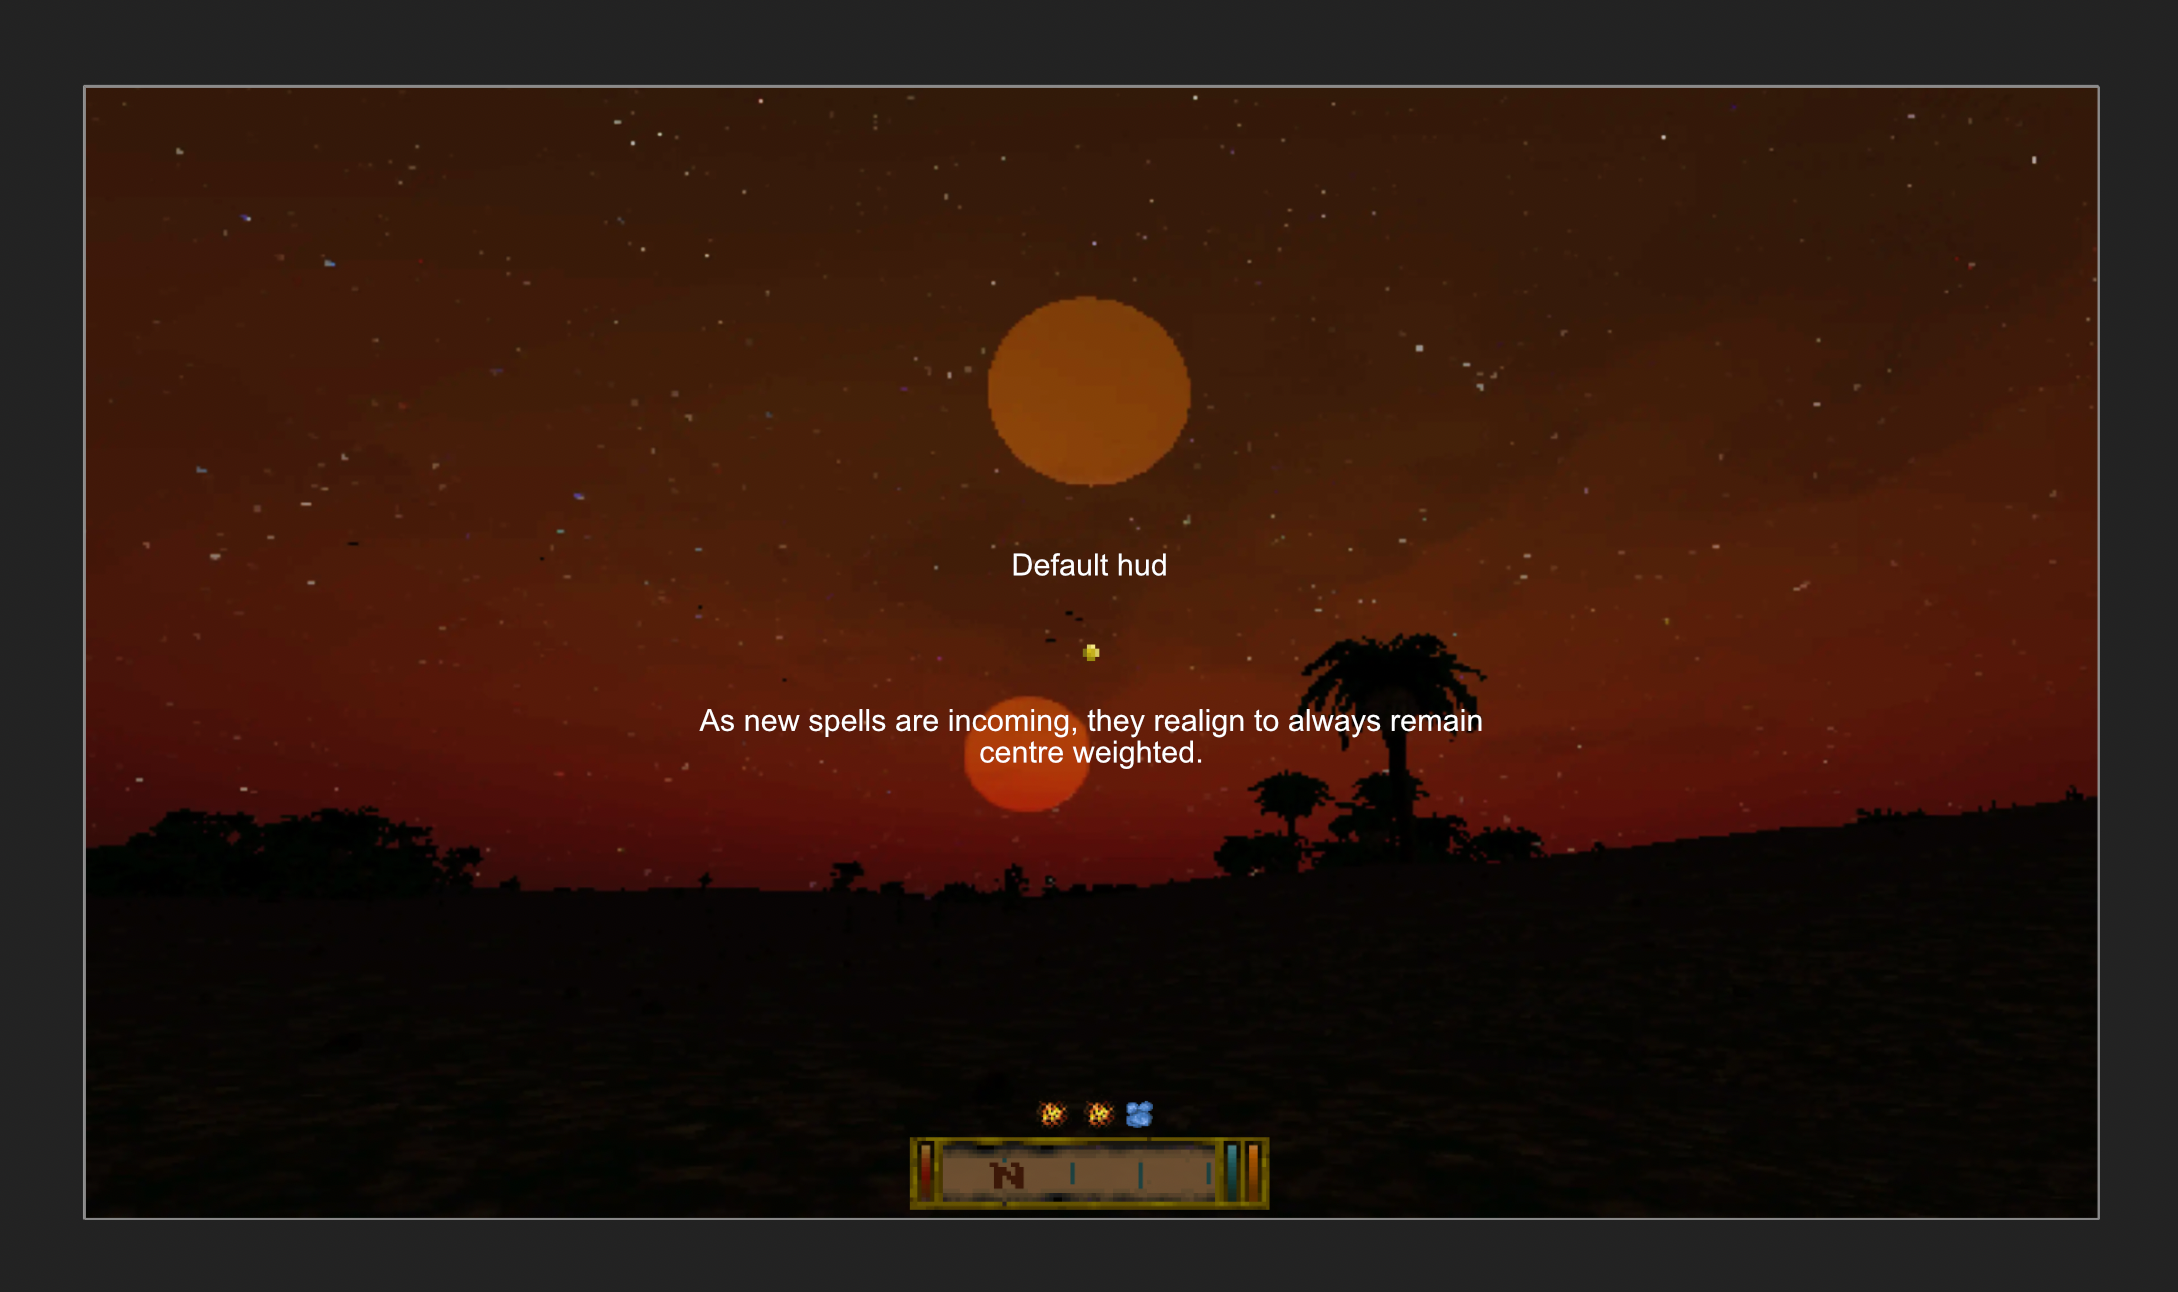 Default hud
As new spells are incoming, they realign to always remain
centre weighted.
N